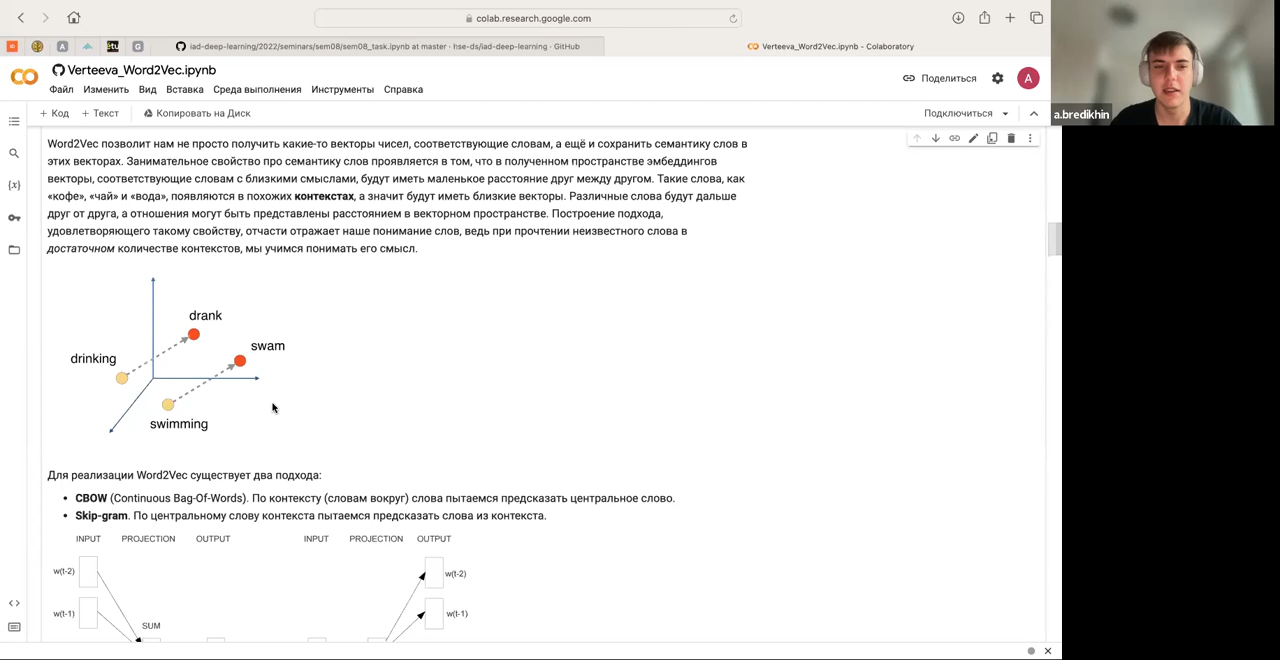 colab.research.google.com
iad-deep-learning/2022/seminars/sem08/sem08_task.ipynb at master · hse-ds/iad-deep-learning · GitHub
Verteeva_Word2Vec.ipynb - Colaboratory
Verteeva_Word2Vec.ipynb
Поделиться
A
Файл Изменить Вид Вставка Среда выполнения Инструменты Справка
+ Код + Текст Копировать на Диск Подключиться
a.bredikhin
Word2Vec позволит нам не просто получить какие-то векторы чисел, соответствующие словам, а ещё и сохранить семантику слов в
этих векторах. Занимательное свойство про семантику слов проявляется в том, что в полученном пространстве эмбеддингов
векторы, соответствующие словам с близкими смыслами, будут иметь маленькое расстояние друг между другом. Такие слова, как
«кофе», «чай» и «вода», появляются в похожих контекстах, а значит будут иметь близкие векторы. Различные слова будут дальше
друг от друга, а отношения могут быть представлены расстоянием в векторном пространстве. Построение подхода,
удовлетворяющего такому свойству, отчасти отражает наше понимание слов, ведь при прочтении неизвестного слова в
достаточном количестве контекстов, мы учимся понимать его смысл.
drank
swam
drinking
swimming
Для реализации Word2Vec существует два подхода:
• CBOW (Continuous Bag-Of-Words). По контексту (словам вокруг) слова пытаемся предсказать центральное слово.
• Skip-gram. По центральному слову контекста пытаемся предсказать слова из контекста.
INPUT PROJECTION OUTPUT INPUT PROJECTION OUTPUT
w(t-2) w(t-2)
w(t-1) w(t-1)
SUM